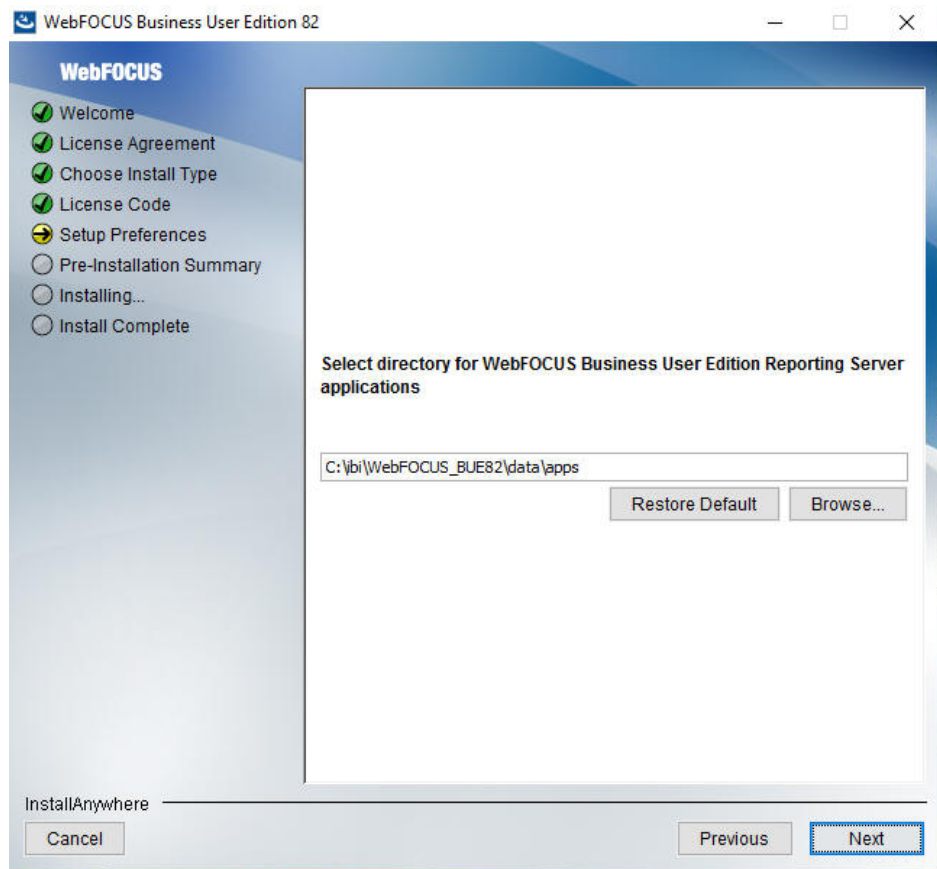 WebFOCUS Business User Edition 82
WebFOCUS
Welcome
License Agreement
Choose Install Type
License Code
Setup Preferences
Pre-Installation Summary
Installing...
Install Complete
Select directory for WebFOCUS Business User Edition Reporting Server
applications
C:\ibi\WebFOCUS_BUE82\data\apps
Restore Default
Browse...
InstallAnywhere
Cancel
Previous
Next